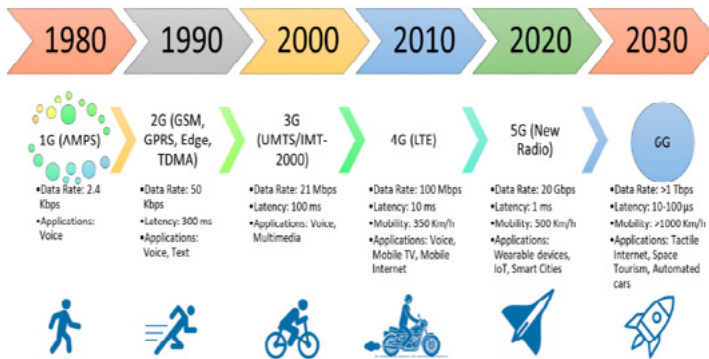 1980
1990
2000
2010
2020
2030
1G (AMPS)
2G (GSM,
GPRS, Edge,
TDMA)
3G
(UMTS/IMT-
2000)
4G (LTE)
5G (New
Radio)
6G
•Data Rate: 2.4
Kbps
•Applications:
Voice
•Data Rate: 50
Kbps
•Latency: 300 ms
•Applications:
Voice, Text
•Data Rate: 21 Mbps
•Latency: 100 ms
•Applications: Voice,
Multimedia
•Data Rate: 100 Mbps
•Latency: 10 ms
•Mobility: 350 Km/h
•Applications: Voice,
Mobile TV, Mobile
Internet
•Data Rate: 20 Gbps
•Latency: 1 ms
•Mobility: 500 Km/h
•Applications:
Wearable devices,
IoT, Smart Cities
•Data Rate: >1 Tbps
•Latency: 10-100 µs
•Mobility: >1000 Km/h
•Applications: Tactile
Internet, Space
Tourism, Automated
cars